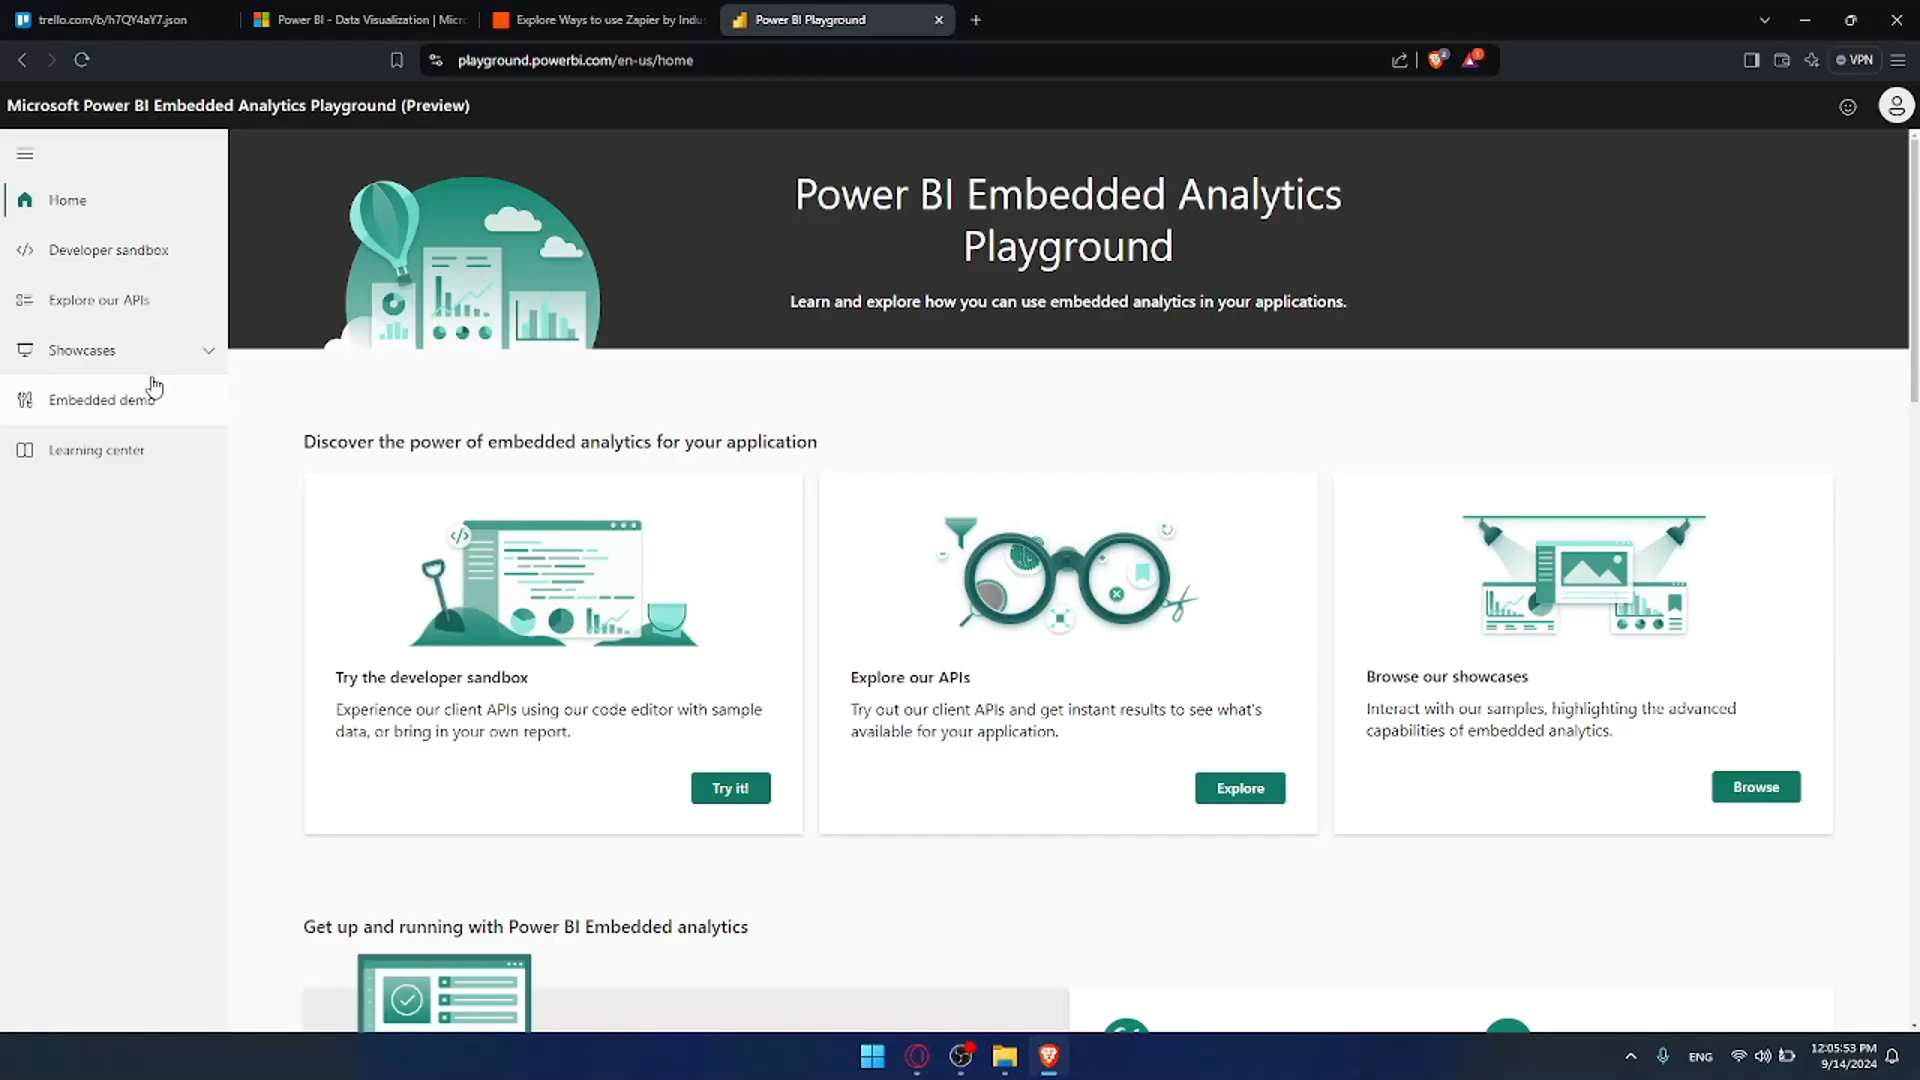 trello.com/b/h7QY4aY7.json
Power BI - Data Visualization | Micr
Explore Ways to use Zapier by Indu
Power BI Playground
playground.powerbi.com/en-us/home
2
1
VPN
Microsoft Power BI Embedded Analytics Playground (Preview)
Home
Developer sandbox
Explore our APIs
Showcases
Embedded demo
Learning center
Power BI Embedded Analytics
Playground
Learn and explore how you can use embedded analytics in your applications.
Discover the power of embedded analytics for your application
Try the developer sandbox
Experience our client APIs using our code editor with sample
data, or bring in your own report.
Try it!
Explore our APIs
Try out our client APIs and get instant results to see what's
available for your application.
Explore
Browse our showcases
Interact with our samples, highlighting the advanced
capabilities of embedded analytics.
Browse
Get up and running with Power BI Embedded analytics
ENG
12:05:53 PM
9/14/2024